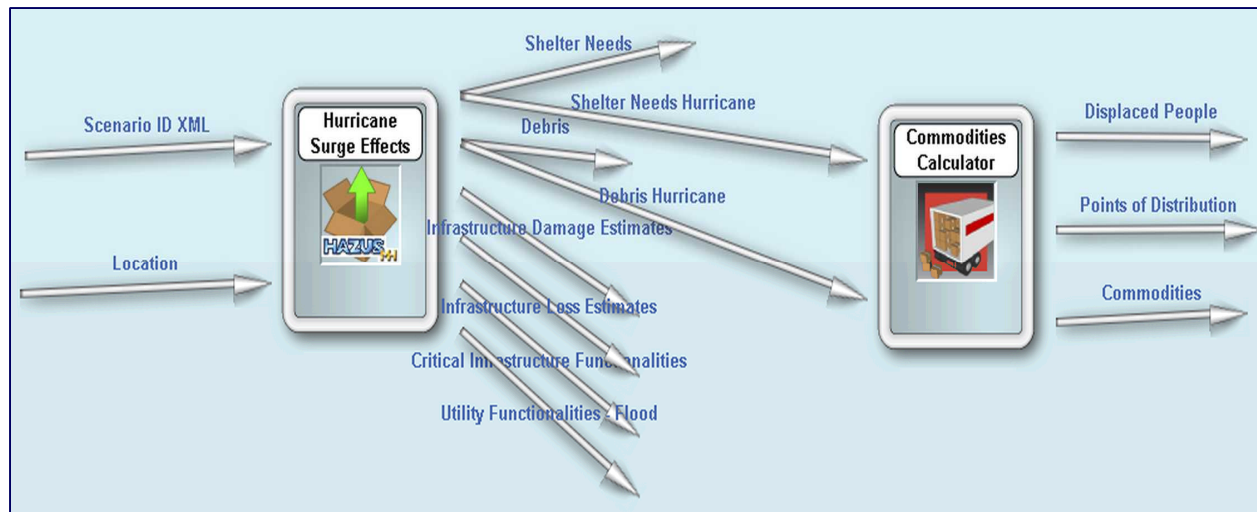 Shelter Needs
Shelter Needs Hurricane
Scenario ID XML
Hurricane
Surge Effects
Debris
Commodities
Calculator
Displaced People
Debris Hurricane
Infrastructure Damage Estimates
Points of Distribution
HAZUS
MH
Location
Infrastructure Loss Estimates
Commodities
Critical Infrastructure Functionalities
Utility Functionalities - Flood